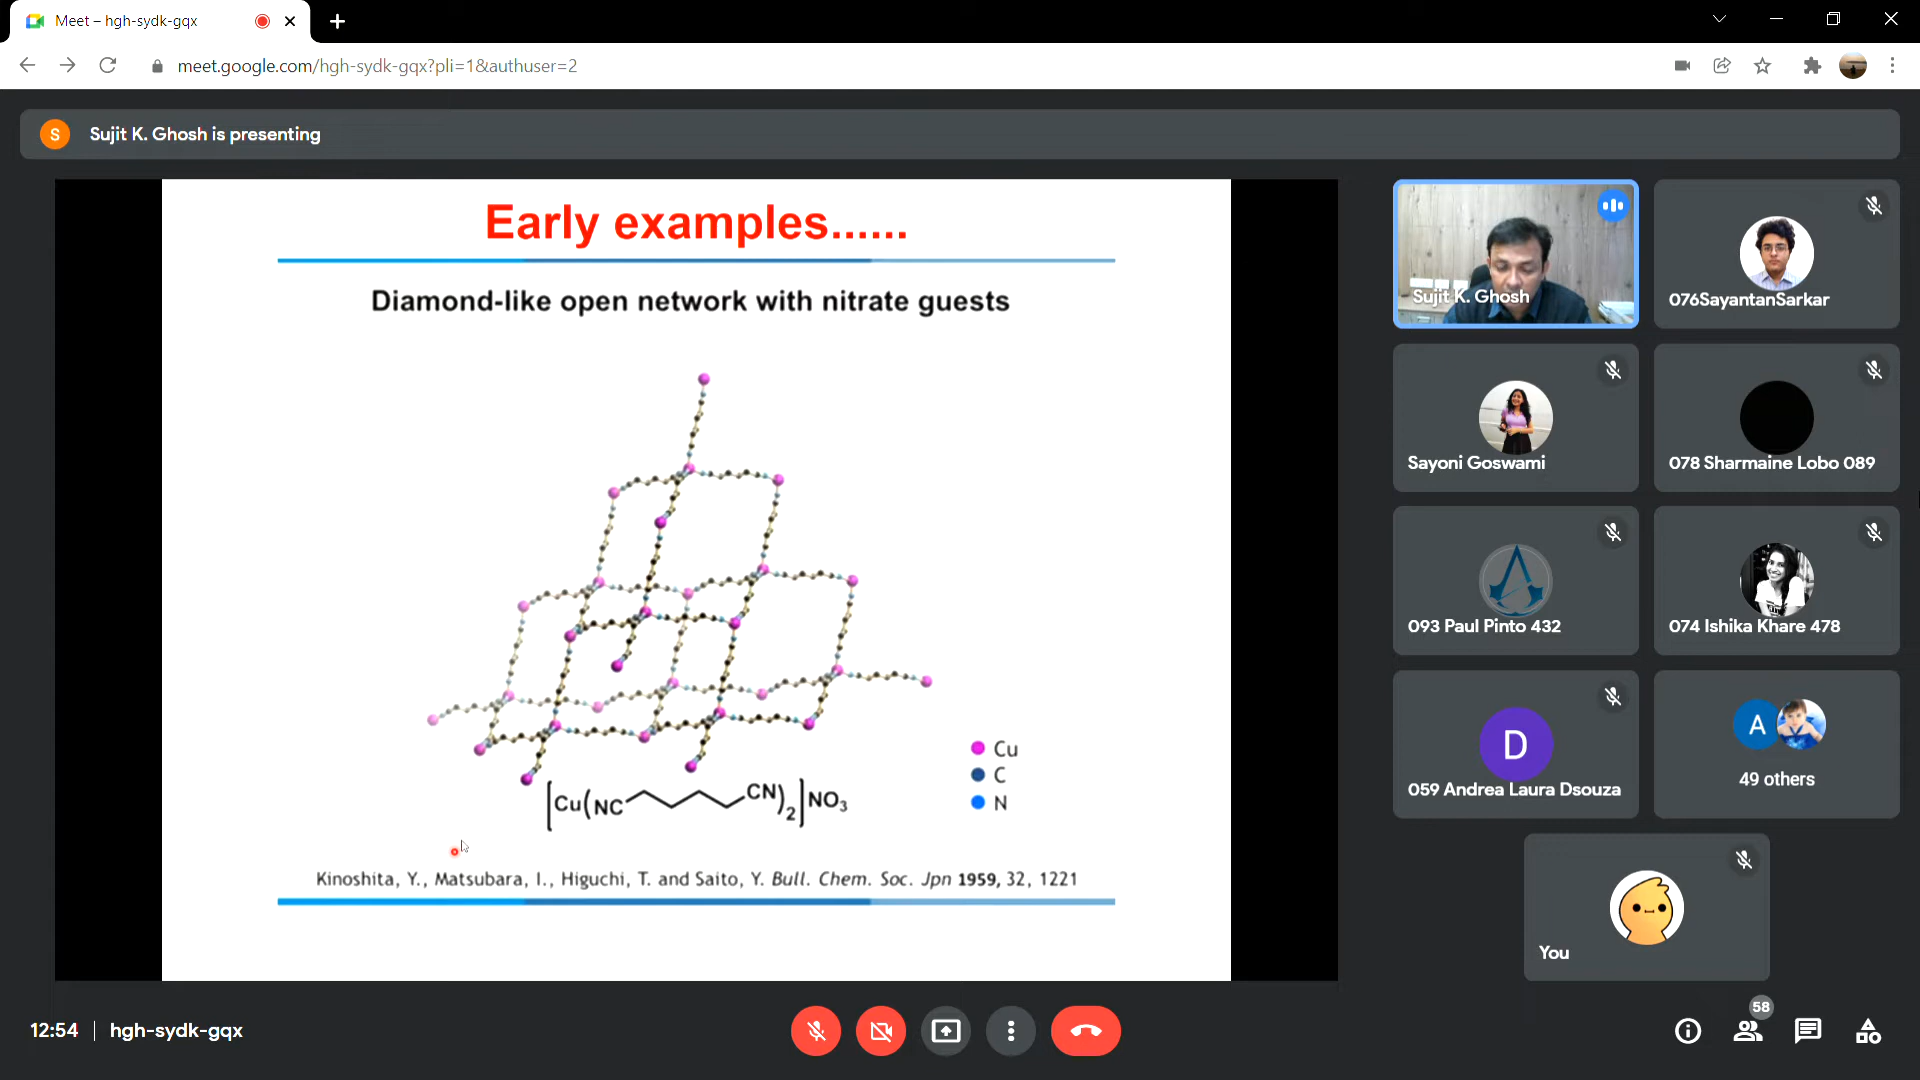 Meet – hgh-sydk-gqx
meet.google.com/hgh-sydk-gqx?pli=1&authuser=2
S
Sujit K. Ghosh is presenting
Early examples......
Diamond-like open network with nitrate guests
Cu
C
N
[Cu(NC CN)2]NO3
Kinoshita, Y., Matsubara, I., Higuchi, T. and Saito, Y. Bull. Chem. Soc. Jpn 1959, 32, 1221
Sujit K. Ghosh
076SayantanSarkar
Sayoni Goswami
078 Sharmaine Lobo 089
093 Paul Pinto 432
074 Ishika Khare 478
D
059 Andrea Laura Dsouza
A
49 others
You
12:54 | hgh-sydk-gqx
58